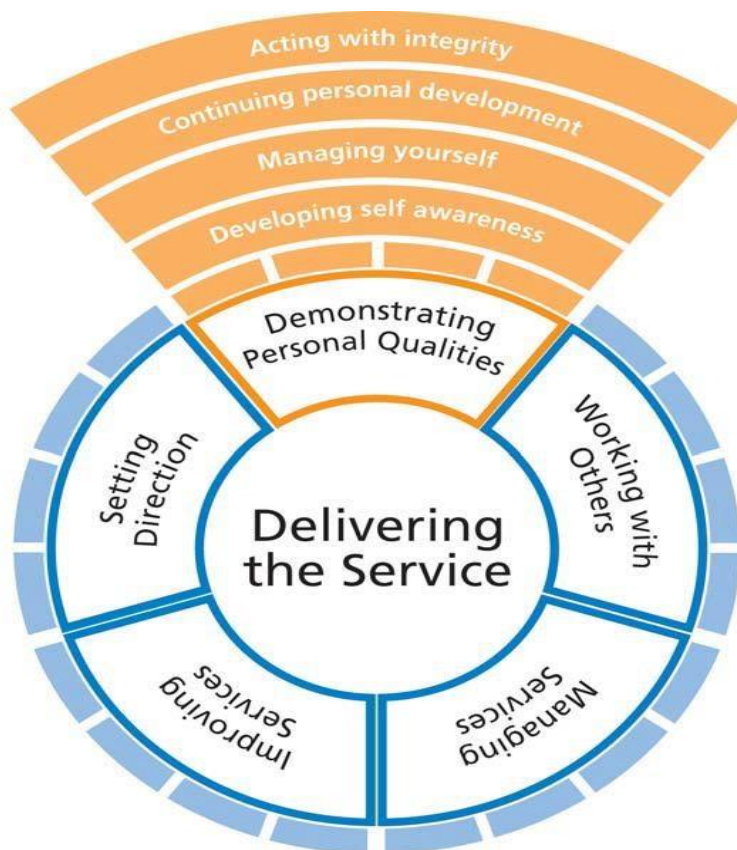 Acting with integrity
Continuing personal development
Managing yourself
Developing self awareness
Demonstrating
Personal Qualities
Setting
Direction
Working with
Others
Delivering
the Service
Improving
Services
Managing
Services